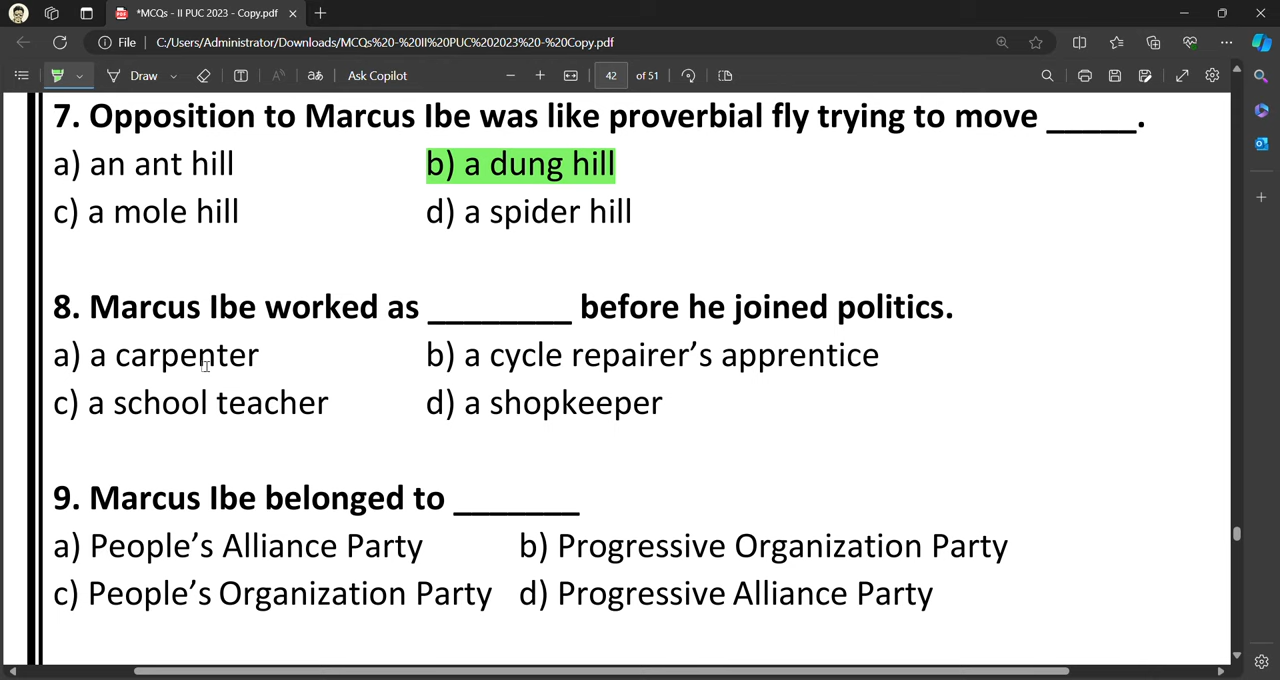 *MCQs - II PUC 2023 - Copy.pdf
File C:/Users/Administrator/Downloads/MCQs%20-%20II%20PUC%202023%20-%20Copy.pdf
Draw Ask Copilot 42 of 51
7. Opposition to Marcus Ibe was like proverbial fly trying to move _____.
a) an ant hill b) a dung hill
c) a mole hill d) a spider hill
8. Marcus Ibe worked as ________ before he joined politics.
a) a carpenter b) a cycle repairer’s apprentice
c) a school teacher d) a shopkeeper
9. Marcus Ibe belonged to _______
a) People’s Alliance Party b) Progressive Organization Party
c) People’s Organization Party d) Progressive Alliance Party